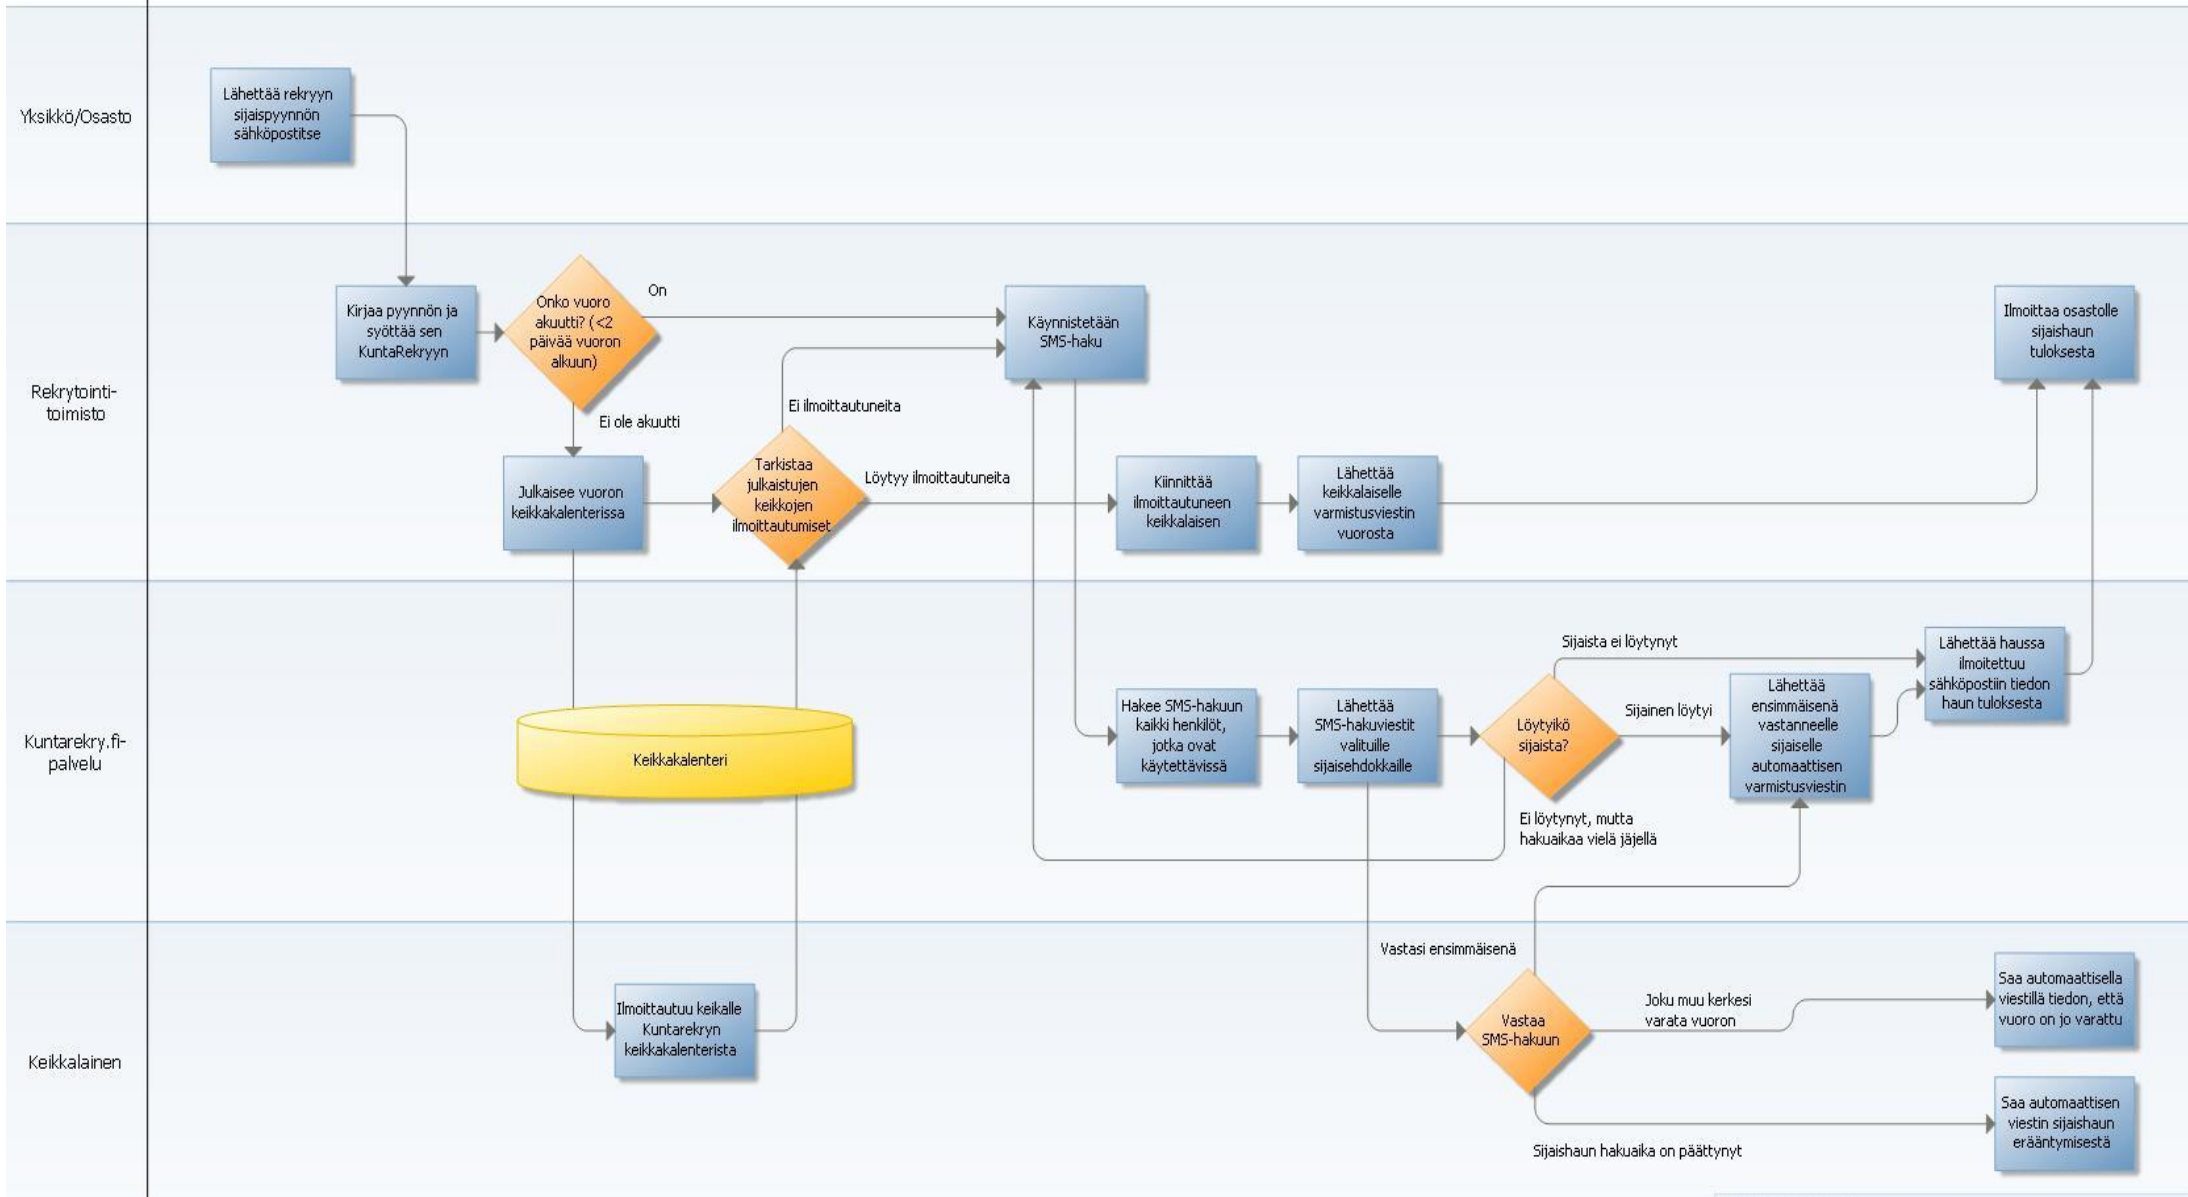 Yksikkö/Osasto
Lähettää rekryyn
sijaispyynnön
sähköpostitse
Rekrytointi-
toimisto
Kirjaa pyynnön ja
syöttää sen
KuntaRekryyn
Onko vuoro
akuutti? (<2
päivää vuoron
alkuun)
On
Ei ole akuutti
Julkaisee vuoron
keikkakalenterissa
Tarkistaa
julkaistujen
keikkojen
ilmoittautumiset
Ei ilmoittautuneita
Löytyy ilmoittautuneita
Käynnistetään
SMS-haku
Kiinnittää
ilmoittautuneen
keikkalaisen
Lähettää
keikkalaiselle
varmistusviestin
vuorosta
Ilmoittaa osastolle
sijaishaun
tuloksesta
Kuntarekry.fi-
palvelu
Keikkakalenteri
Hakee SMS-hakuun
kaikki henkilöt,
jotka ovat
käytettävissä
Lähettää
SMS-hakuviestit
valituille
sijaisehdokkaille
Löytyikö
sijaista?
Sijaista ei löytynyt
Sijainen löytyi
Ei löytynyt, mutta
hakuaikaa vielä jäjellä
Lähettää
ensimmäisenä
vastanneelle
sijaiselle
automaattisen
varmistusviestin
Lähettää haussa
ilmoitettuu
sähköpostiin tiedon
haun tuloksesta
Keikkalainen
Ilmoittautuu keikalle
Kuntarekryn
keikkakalenterista
Vastasi ensimmäisenä
Vastaa
SMS-hakuun
Joku muu kerkesi
varata vuoron
Sijaishaun hakuaika on päättynyt
Saa automaattisella
viestillä tiedon, että
vuoro on jo varattu
Saa automaattisen
viestin sijaishaun
erääntymisestä